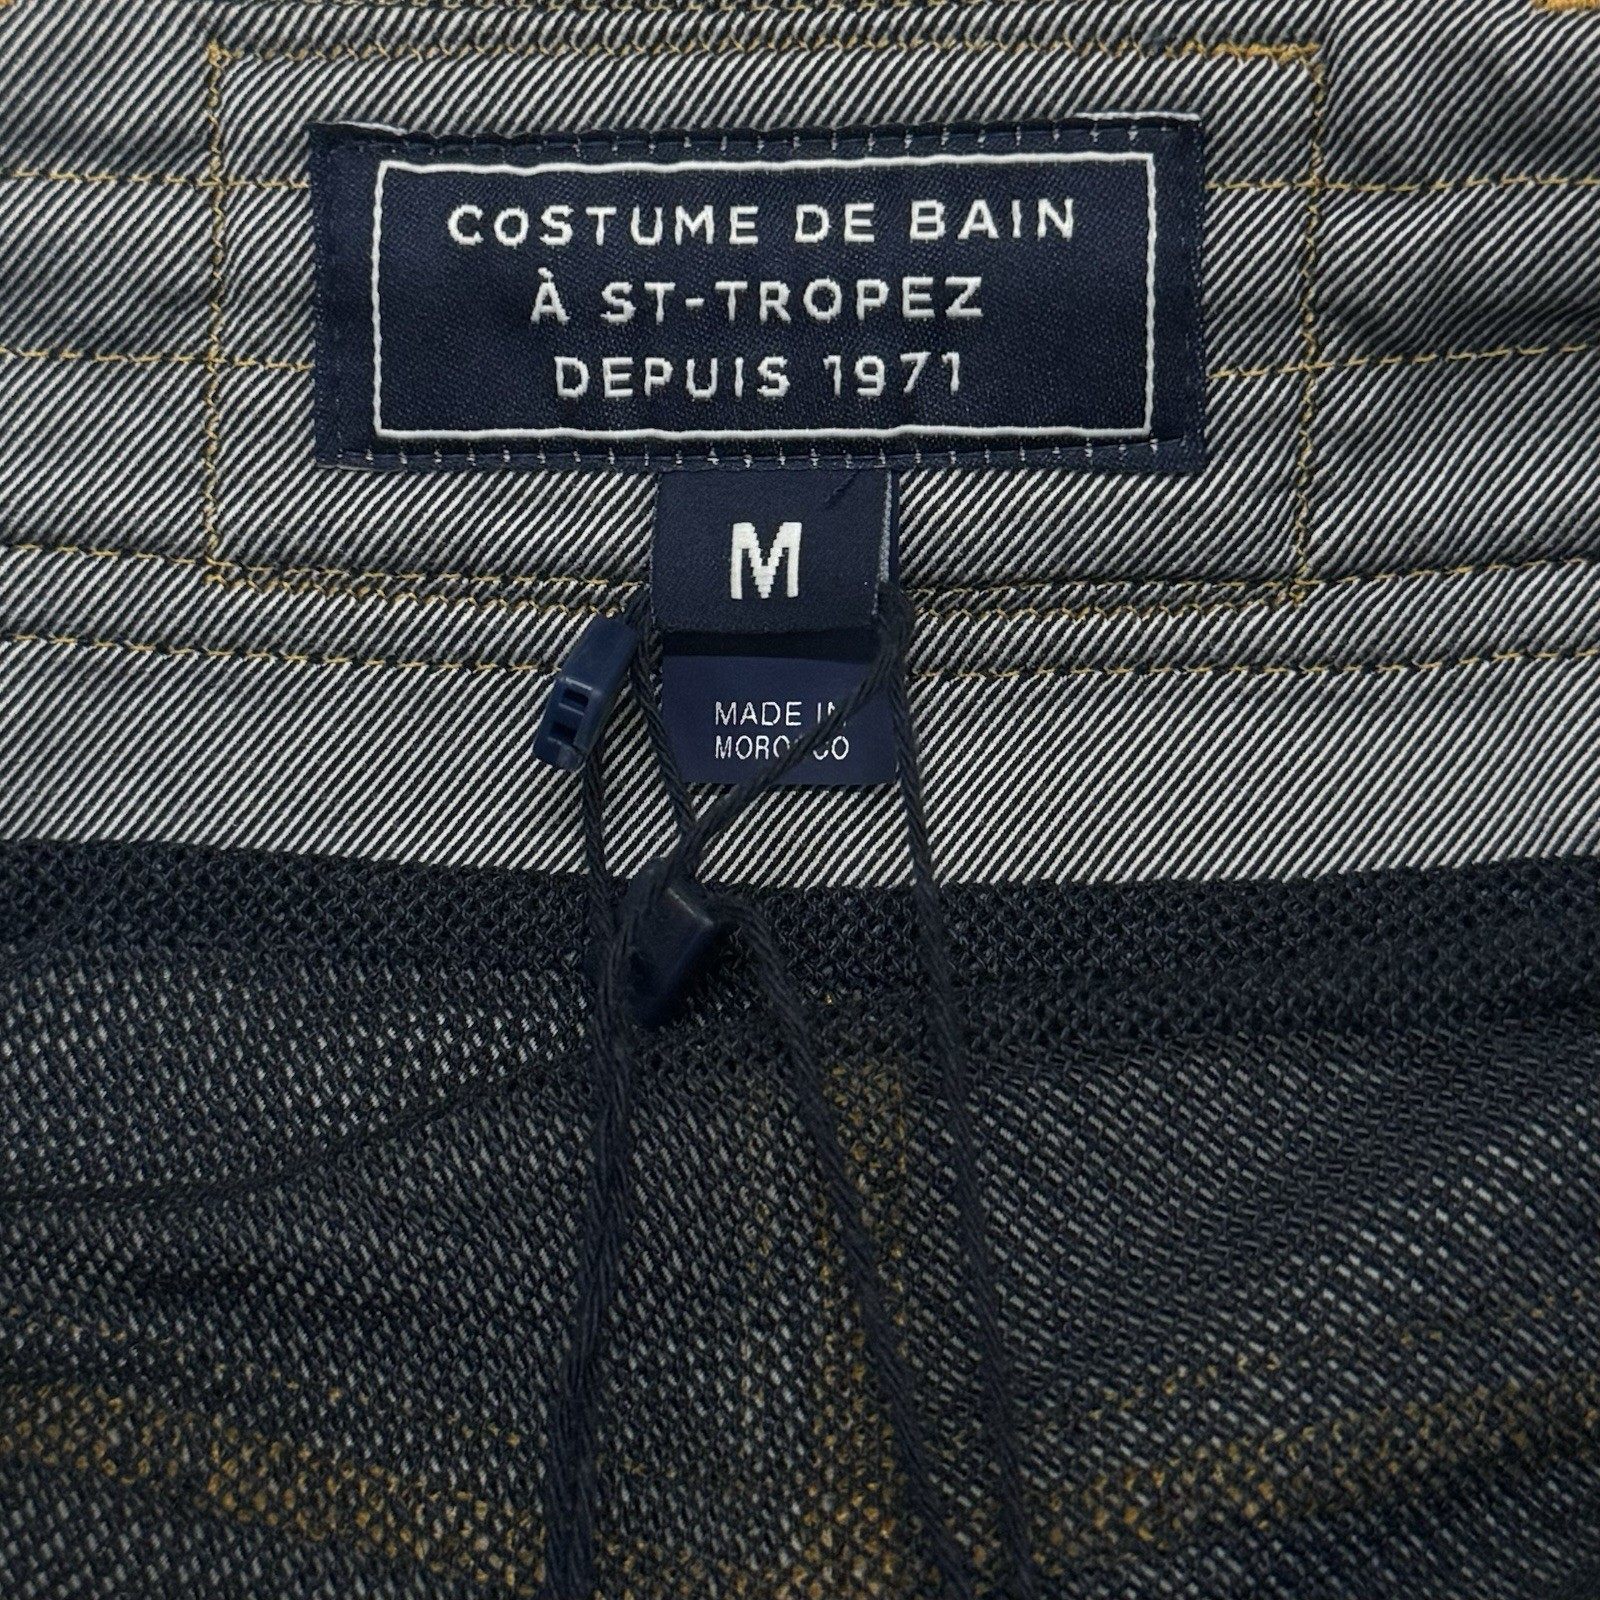 COSTUME DE BAIN
À ST-TROPEZ
DEPUIS 1971
M
MADE IN
MOROCCO